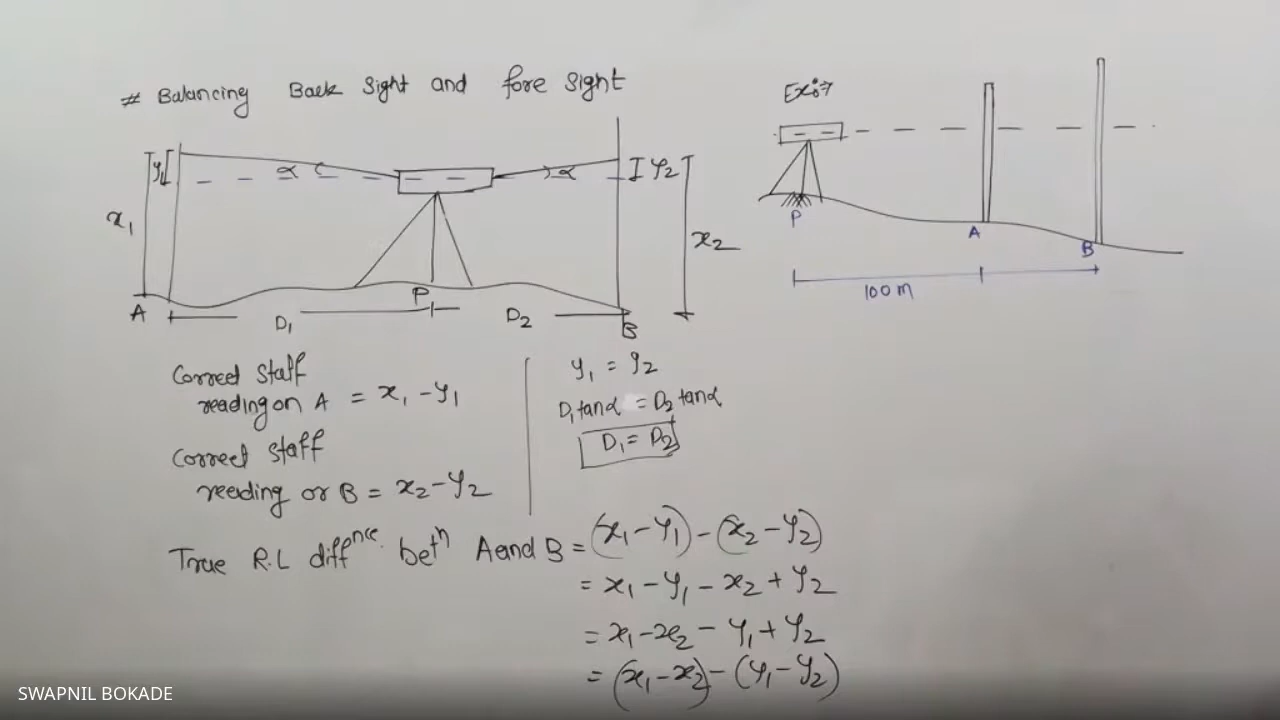 # Balancing Back Sight and fore sight
y1
α
α
y2
x1
x2
A
P
B
D1
D2
Correct staff
reading on A = x1 - y1
Correct staff
reading or B = x2 - y2
y1 = y2
D1 tanα = D2 tanα
D1 = D2
True R.L diffnce. betn A and B = (x1 - y1) - (x2 - y2)
= x1 - y1 - x2 + y2
= x1 - x2 - y1 + y2
= (x1 - x2) - (y1 - y2)
P
A
B
100 m
SWAPNIL BOKADE